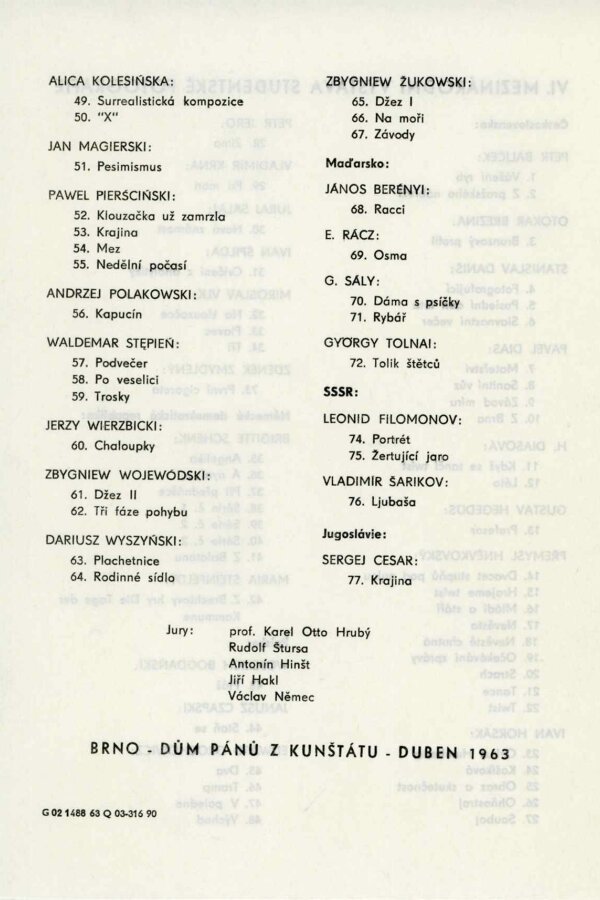 ALICA KOLESIŃSKA:
49. Surrealistická kompozice
50. "X"
JAN MAGIERSKI:
51. Pesimismus
PAWEL PIERŚCIŃSKI:
52. Klouzačka už zamrzla
53. Krajina
54. Mez
55. Nedělní počasí
ANDRZEJ POLAKOWSKI:
56. Kapucín
WALDEMAR STĘPIEŃ:
57. Podvečer
58. Po veselici
59. Trosky
JERZY WIERZBICKI:
60. Chaloupky
ZBYGNIEW WOJEWÓDSKI:
61. Džez II
62. Tři fáze pohybu
DARIUSZ WYSZYŃSKI:
63. Plachetnice
64. Rodinné sídlo
ZBYGNIEW ŻUKOWSKI:
65. Džez I
66. Na moři
67. Závody
Maďarsko:
JÁNOS BERÉNYI:
68. Racci
E. RÁCZ:
69. Osma
G. SÁLY:
70. Dáma s psíčky
71. Rybář
GYÖRGY TOLNAI:
72. Tolik štětců
SSSR:
LEONID FILOMONOV:
74. Portrét
75. Žertující jaro
VLADIMÍR ŠARIKOV:
76. Ljubaša
Jugoslávie:
SERGEJ CESAR:
77. Krajina
Jury: prof. Karel Otto Hrubý
Rudolf Štursa
Antonín Hinšt
Jiří Hakl
Václav Němec
BRNO - DŮM PÁNŮ Z KUNŠTÁTU - DUBEN 1963
G 02 1488 63 Q 03-316 90